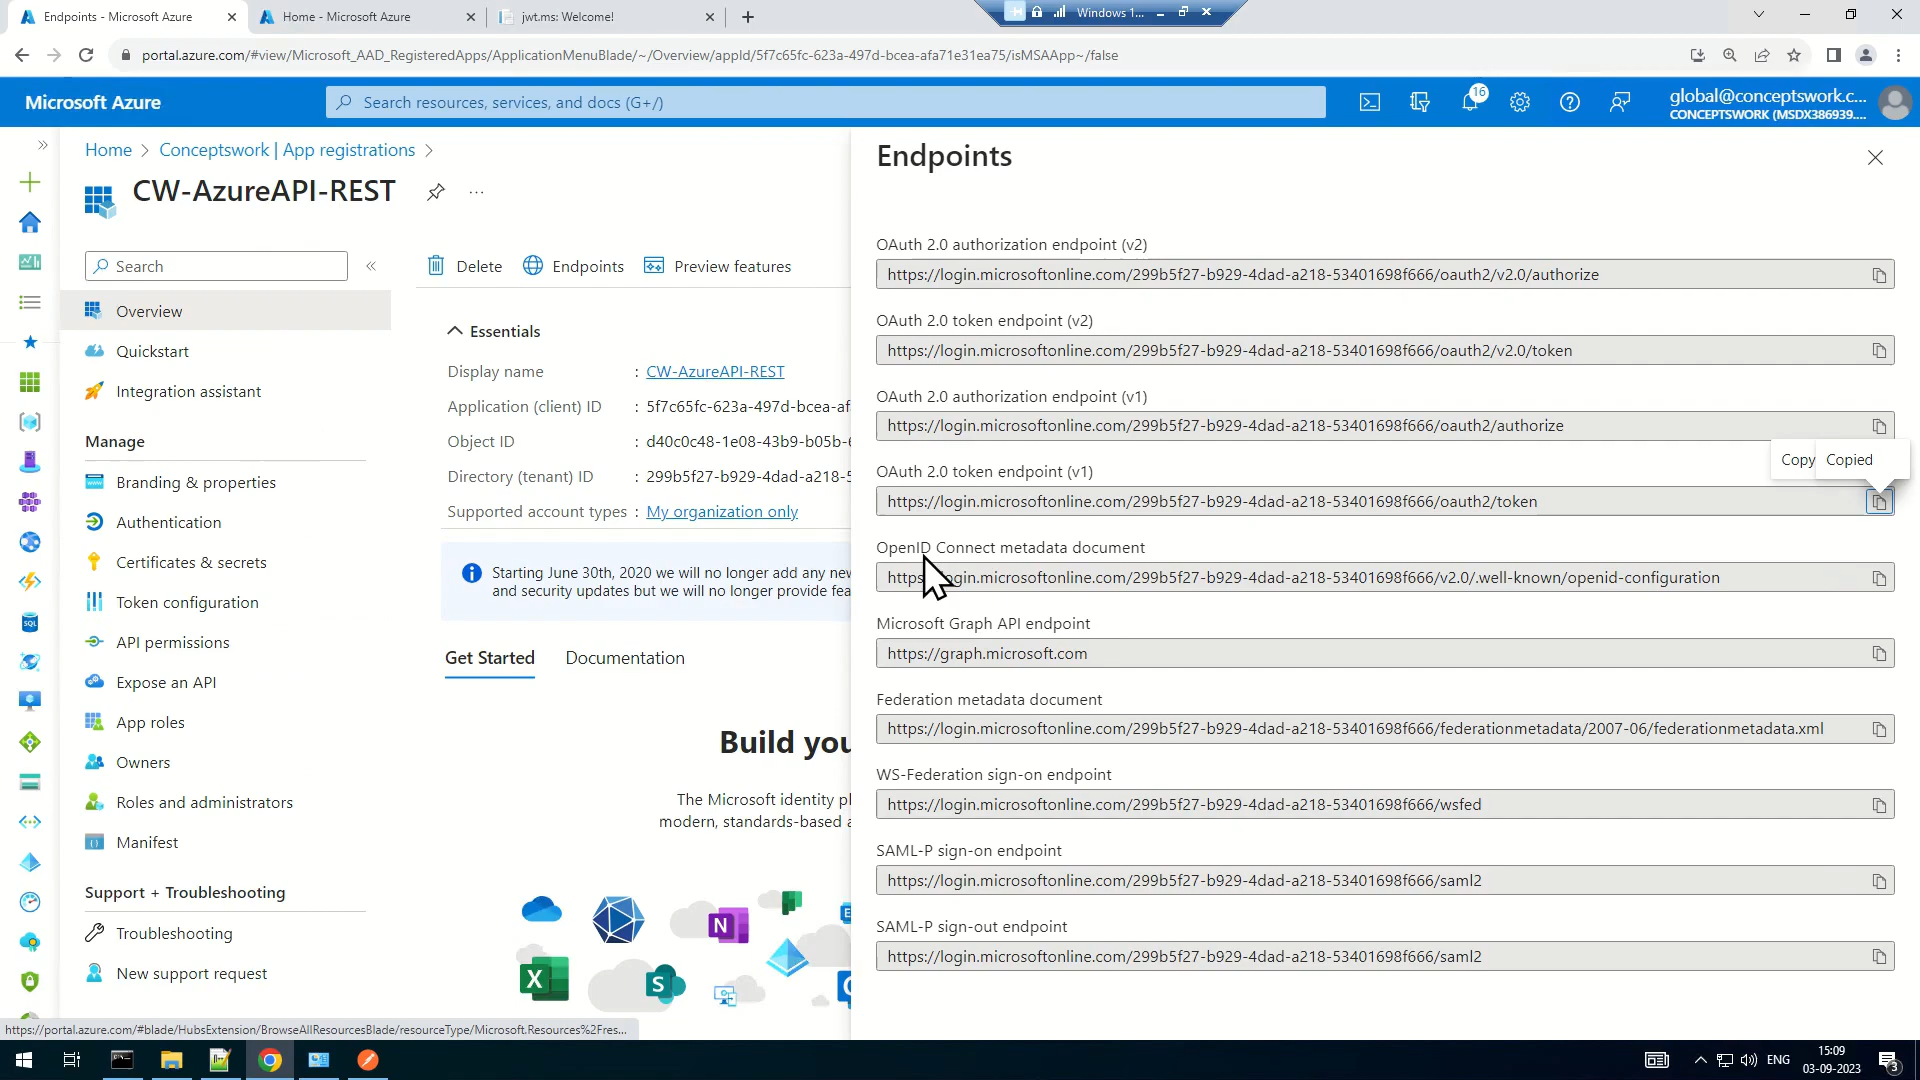 Endpoints - Microsoft Azure
Home - Microsoft Azure
jwt.ms: Welcome!
Windows 1...
portal.azure.com/#view/Microsoft_AAD_RegisteredApps/ApplicationMenuBlade/~/Overview/appId/5f7c65fc-623a-497d-bcea-afa71e31ea75/isMSAApp~/false
Microsoft Azure
Search resources, services, and docs (G+/)
16
global@conceptswork.c...
CONCEPTSWORK (MSDX386939....
Home > Conceptswork | App registrations >
CW-AzureAPI-REST
...
Search
«
Overview
Quickstart
Integration assistant
Manage
Branding & properties
Authentication
Certificates & secrets
Token configuration
API permissions
Expose an API
App roles
Owners
Roles and administrators
Manifest
Support + Troubleshooting
Troubleshooting
New support request
Delete
Endpoints
Preview features
Essentials
Display name : CW-AzureAPI-REST
Application (client) ID : 5f7c65fc-623a-497d-bcea-af
Object ID : d40c0c48-1e08-43b9-b05b-
Directory (tenant) ID : 299b5f27-b929-4dad-a218-5
Supported account types : My organization only
Starting June 30th, 2020 we will no longer add any new
and security updates but we will no longer provide fea
Get Started
Documentation
Build you
The Microsoft identity pl
modern, standards-based a
Endpoints
OAuth 2.0 authorization endpoint (v2)
https://login.microsoftonline.com/299b5f27-b929-4dad-a218-53401698f666/oauth2/v2.0/authorize
OAuth 2.0 token endpoint (v2)
https://login.microsoftonline.com/299b5f27-b929-4dad-a218-53401698f666/oauth2/v2.0/token
OAuth 2.0 authorization endpoint (v1)
https://login.microsoftonline.com/299b5f27-b929-4dad-a218-53401698f666/oauth2/authorize
Copy
Copied
OAuth 2.0 token endpoint (v1)
https://login.microsoftonline.com/299b5f27-b929-4dad-a218-53401698f666/oauth2/token
OpenID Connect metadata document
https login.microsoftonline.com/299b5f27-b929-4dad-a218-53401698f666/v2.0/.well-known/openid-configuration
Microsoft Graph API endpoint
https://graph.microsoft.com
Federation metadata document
https://login.microsoftonline.com/299b5f27-b929-4dad-a218-53401698f666/federationmetadata/2007-06/federationmetadata.xml
WS-Federation sign-on endpoint
https://login.microsoftonline.com/299b5f27-b929-4dad-a218-53401698f666/wsfed
SAML-P sign-on endpoint
https://login.microsoftonline.com/299b5f27-b929-4dad-a218-53401698f666/saml2
SAML-P sign-out endpoint
https://login.microsoftonline.com/299b5f27-b929-4dad-a218-53401698f666/saml2
https://portal.azure.com/#blade/HubsExtension/BrowseAllResourcesBlade/resourceType/Microsoft.Resources%2Fres...
ENG
15:09
03-09-2023
3